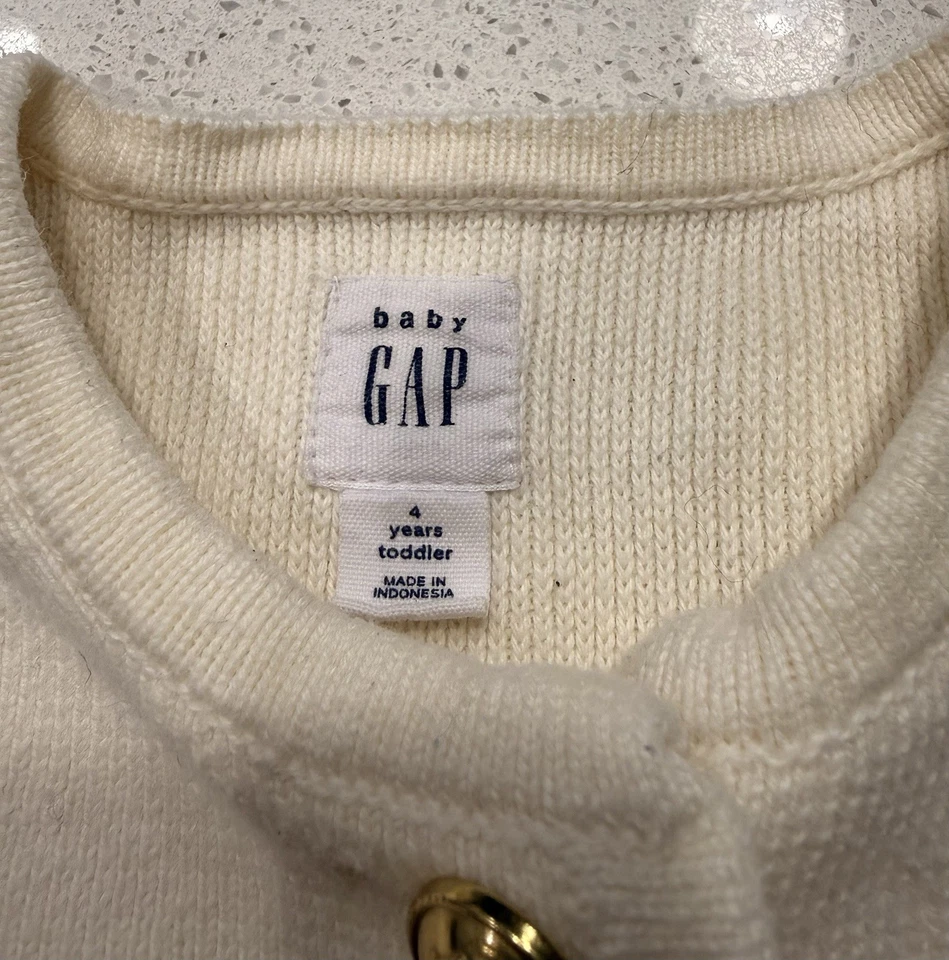 baby
GAP
4
years
toddler
MADE IN
INDONESIA